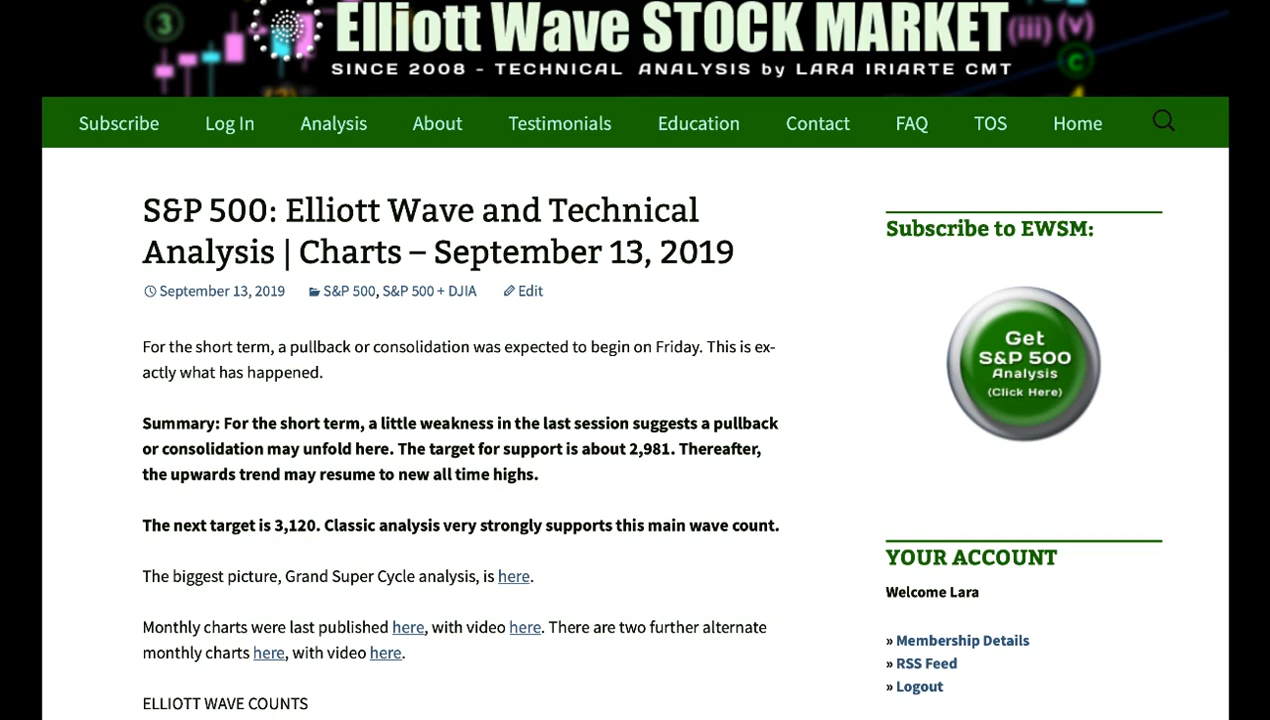 3
Elliott Wave STOCK MARKET
(iii) (v)
C
SINCE 2008 - TECHNICAL ANALYSIS by LARA IRIARTE CMT
Subscribe Log In Analysis About Testimonials Education Contact FAQ TOS Home
S&P 500: Elliott Wave and Technical
Analysis | Charts – September 13, 2019
September 13, 2019 S&P 500, S&P 500 + DJIA Edit
For the short term, a pullback or consolidation was expected to begin on Friday. This is ex-
actly what has happened.
Summary: For the short term, a little weakness in the last session suggests a pullback
or consolidation may unfold here. The target for support is about 2,981. Thereafter,
the upwards trend may resume to new all time highs.
The next target is 3,120. Classic analysis very strongly supports this main wave count.
The biggest picture, Grand Super Cycle analysis, is here.
Monthly charts were last published here, with video here. There are two further alternate
monthly charts here, with video here.
ELLIOTT WAVE COUNTS
Subscribe to EWSM:
Get
S&P 500
Analysis
(Click Here)
YOUR ACCOUNT
Welcome Lara
» Membership Details
» RSS Feed
» Logout